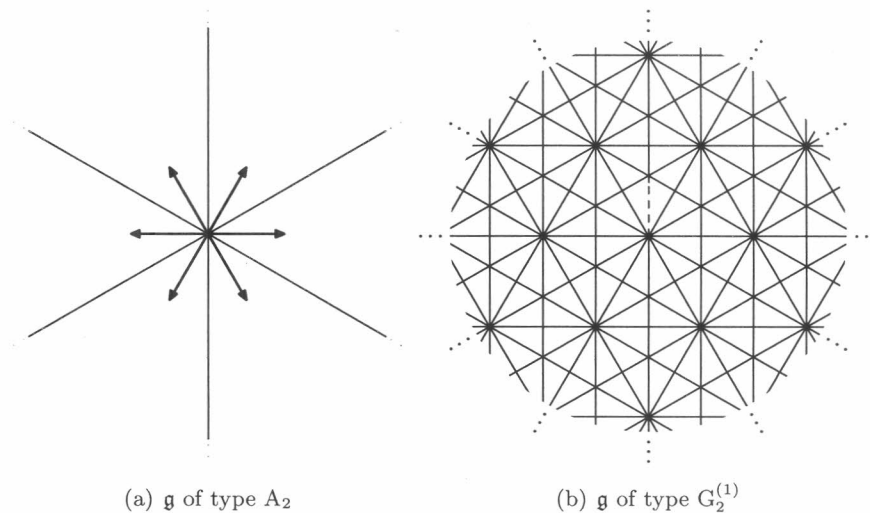 (a) 𝔤 of type A₂
(b) 𝔤 of type G₂⁽¹⁾